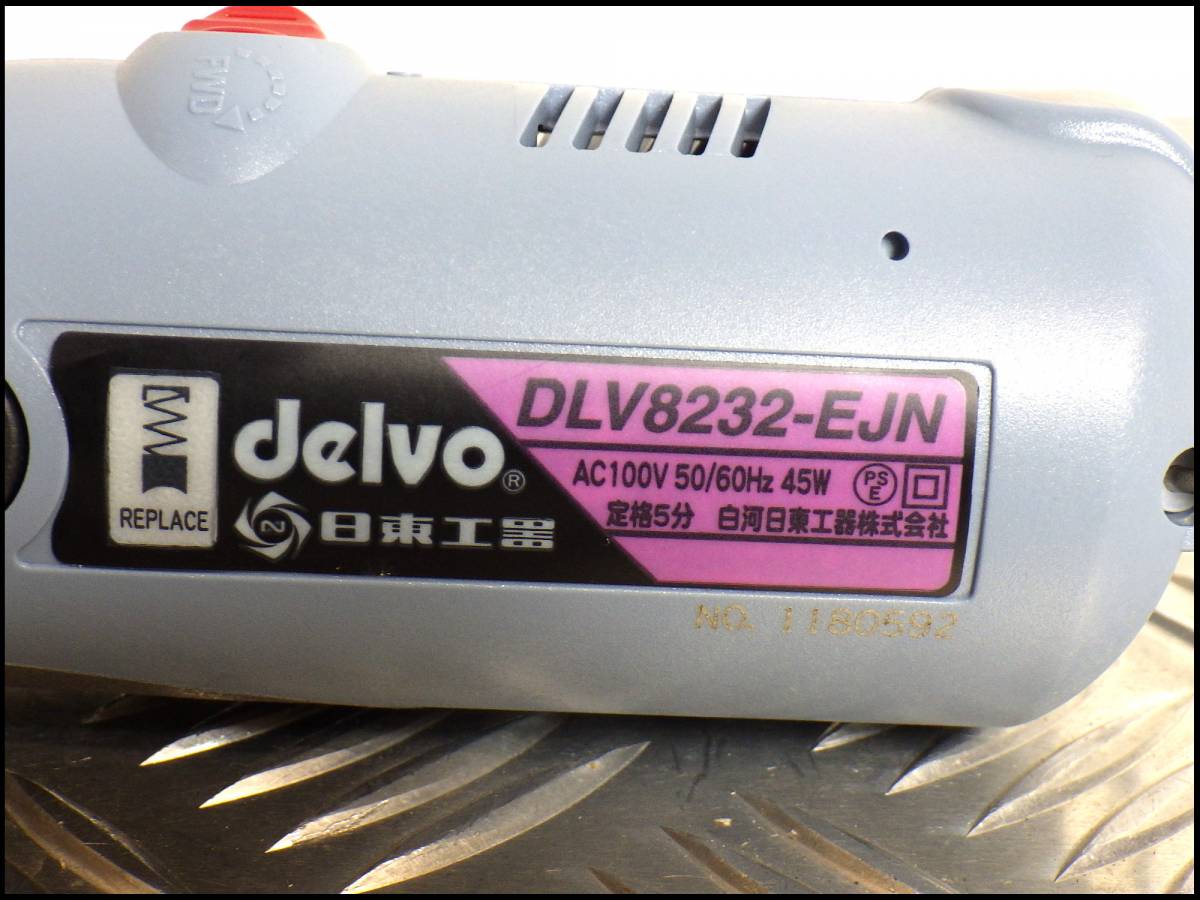 FWD
REPLACE
delvo®
日東工器
DLV8232-EJN
AC100V 50/60Hz 45W PSE
定格5分 白河日東工器株式会社
NO. 1180592